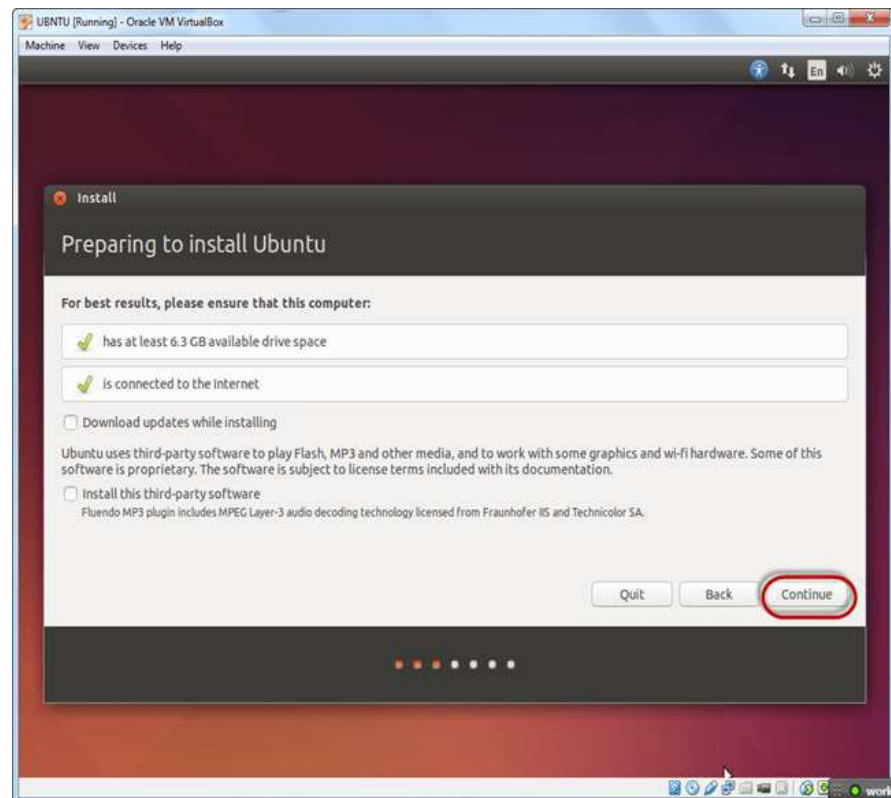 UBNTU [Running] - Oracle VM VirtualBox
Machine View Devices Help
En
Install
Preparing to install Ubuntu
For best results, please ensure that this computer:
has at least 6.3 GB available drive space
is connected to the Internet
Download updates while installing
Ubuntu uses third-party software to play Flash, MP3 and other media, and to work with some graphics and wi-fi hardware. Some of this
software is proprietary. The software is subject to license terms included with its documentation.
Install this third-party software
Fluendo MP3 plugin includes MPEG Layer-3 audio decoding technology licensed from Fraunhofer IIS and Technicolor SA.
Quit Back Continue